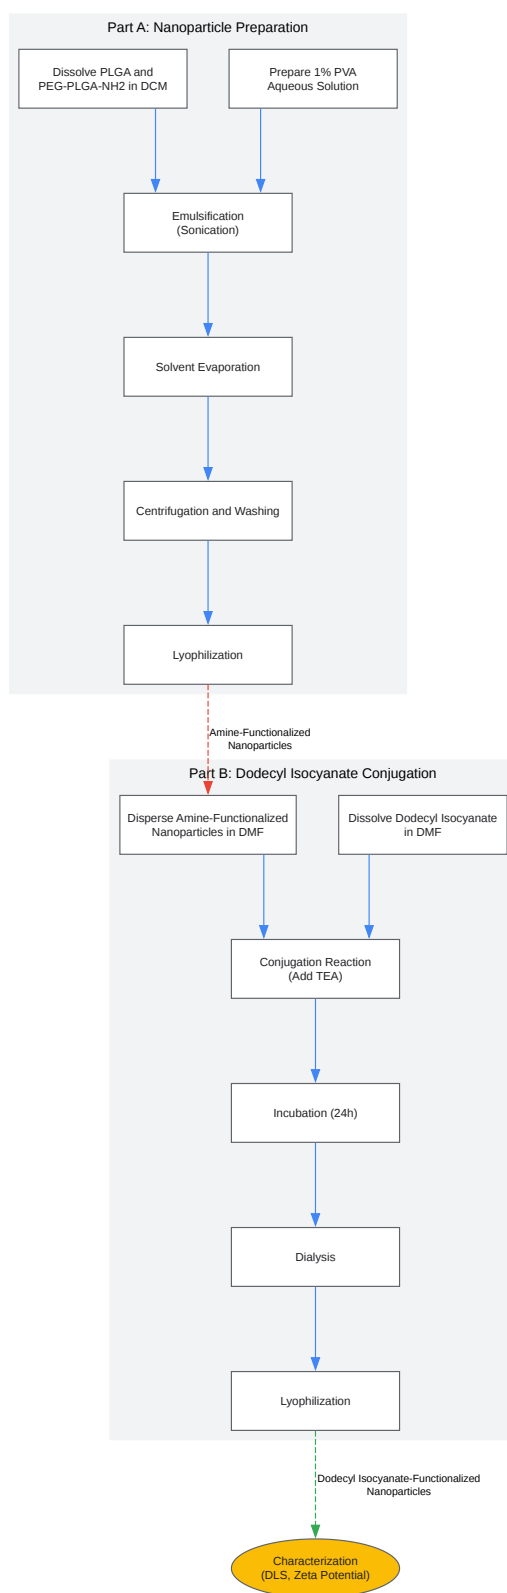 Part A: Nanoparticle Preparation
Dissolve PLGA and
PEG-PLGA-NH2 in DCM
Prepare 1% PVA
Aqueous Solution
Emulsification
(Sonication)
Solvent Evaporation
Centrifugation and Washing
Lyophilization
Amine-Functionalized
Nanoparticles
Part B: Dodecyl Isocyanate Conjugation
Disperse Amine-Functionalized
Nanoparticles in DMF
Dissolve Dodecyl Isocyanate
in DMF
Conjugation Reaction
(Add TEA)
Incubation (24h)
Dialysis
Lyophilization
Dodecyl Isocyanate-Functionalized
Nanoparticles
Characterization
(DLS, Zeta Potential)